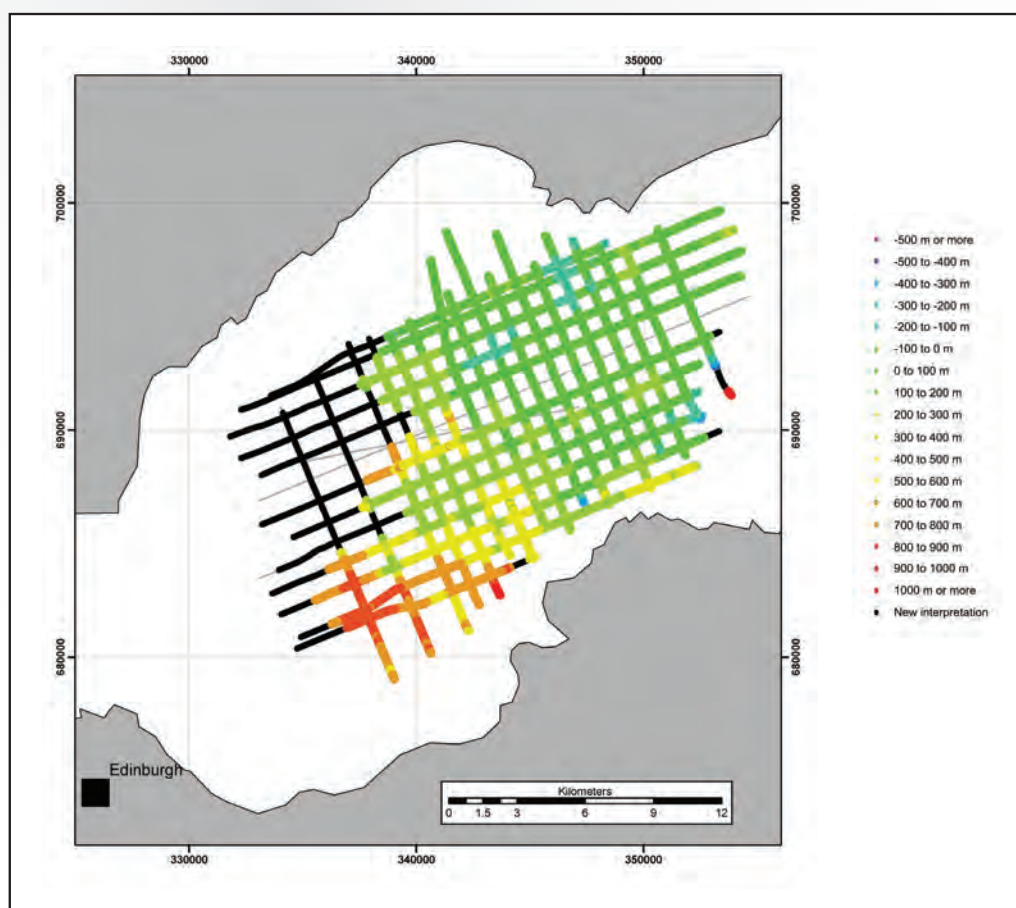 330000
340000
350000
700000
700000
690000
690000
680000
680000
-500 m or more
-500 to -400 m
-400 to -300 m
-300 to -200 m
-200 to -100 m
-100 to 0 m
0 to 100 m
100 to 200 m
200 to 300 m
300 to 400 m
400 to 500 m
500 to 600 m
600 to 700 m
700 to 800 m
800 to 900 m
900 to 1000 m
1000 m or more
New interpretation
Edinburgh
Kilometers
0 1.5 3 6 9 12
330000
340000
350000